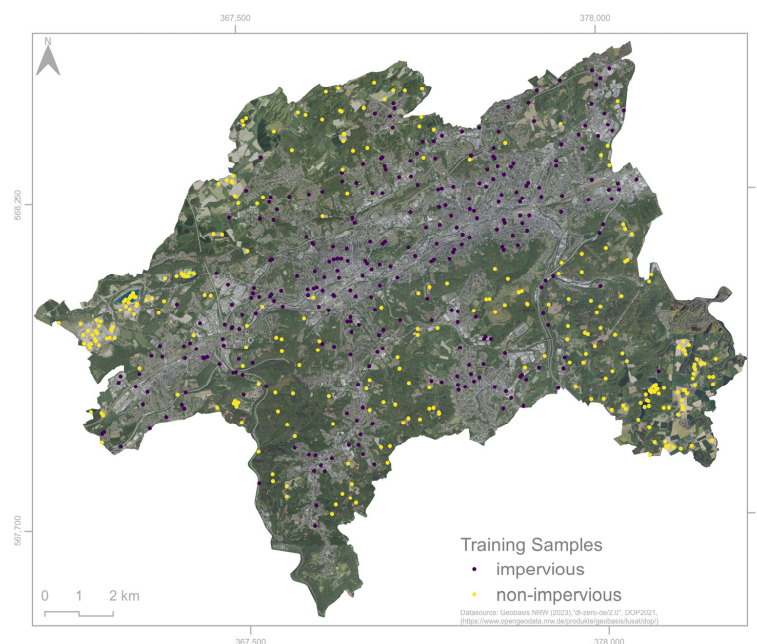 367,500
378,000
N
568,250
567,700
Training Samples
impervious
non-impervious
0 1 2 km
Datasource: Geobasis NRW (2023),"dl-zero-de/2.0", DOP2021,
(https://www.opengeodata.nrw.de/produkte/geobasis/lusat/dop/)
367,500
378,000